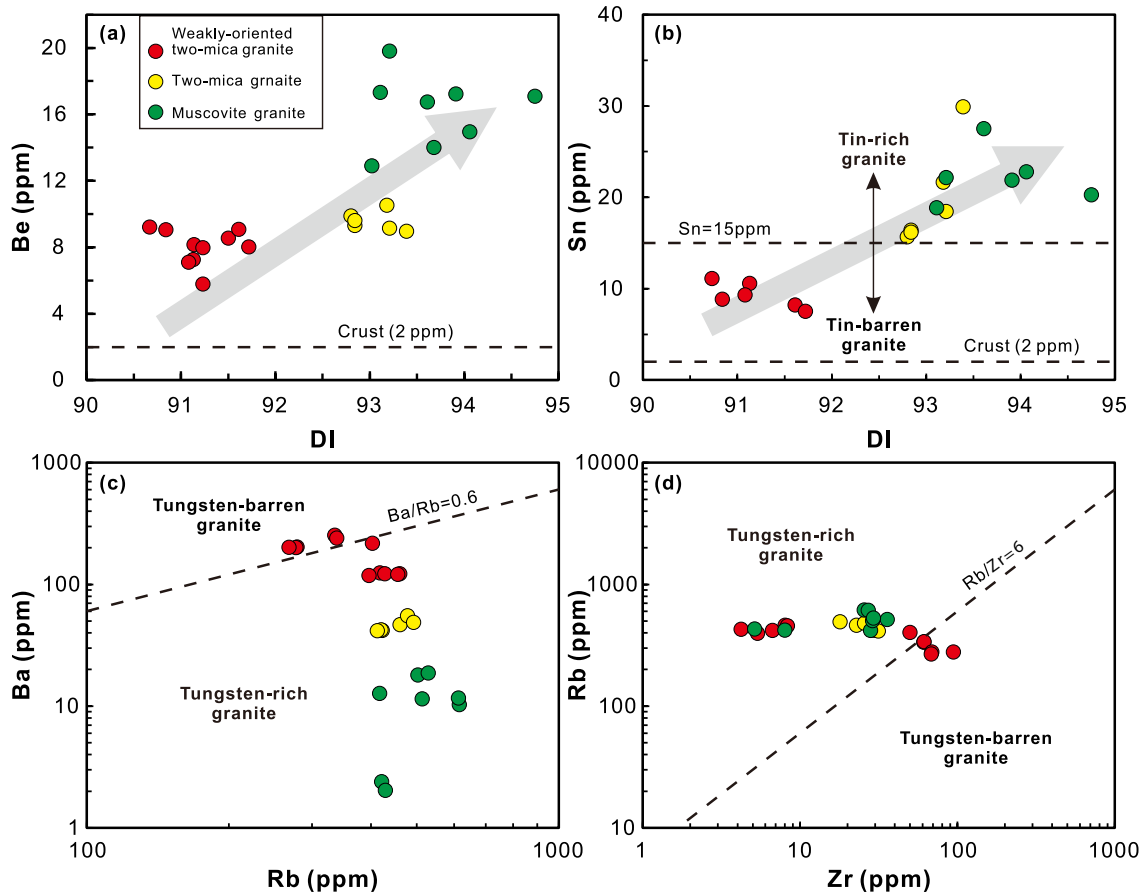 (a)
Weakly-oriented
two-mica granite
Two-mica grnaite
Muscovite granite
Crust (2 ppm)
Be (ppm)
20
16
12
8
4
0
90
91
92
93
94
95
DI
(b)
Tin-rich
granite
Sn=15ppm
Tin-barren
granite
Crust (2 ppm)
Sn (ppm)
40
30
20
10
0
90
91
92
93
94
95
DI
(c)
Tungsten-barren
granite
Ba/Rb=0.6
Tungsten-rich
granite
Ba (ppm)
1000
100
10
1
100
1000
Rb (ppm)
(d)
Tungsten-rich
granite
Rb/Zr=6
Tungsten-barren
granite
Rb (ppm)
10000
1000
100
10
1
10
100
1000
Zr (ppm)